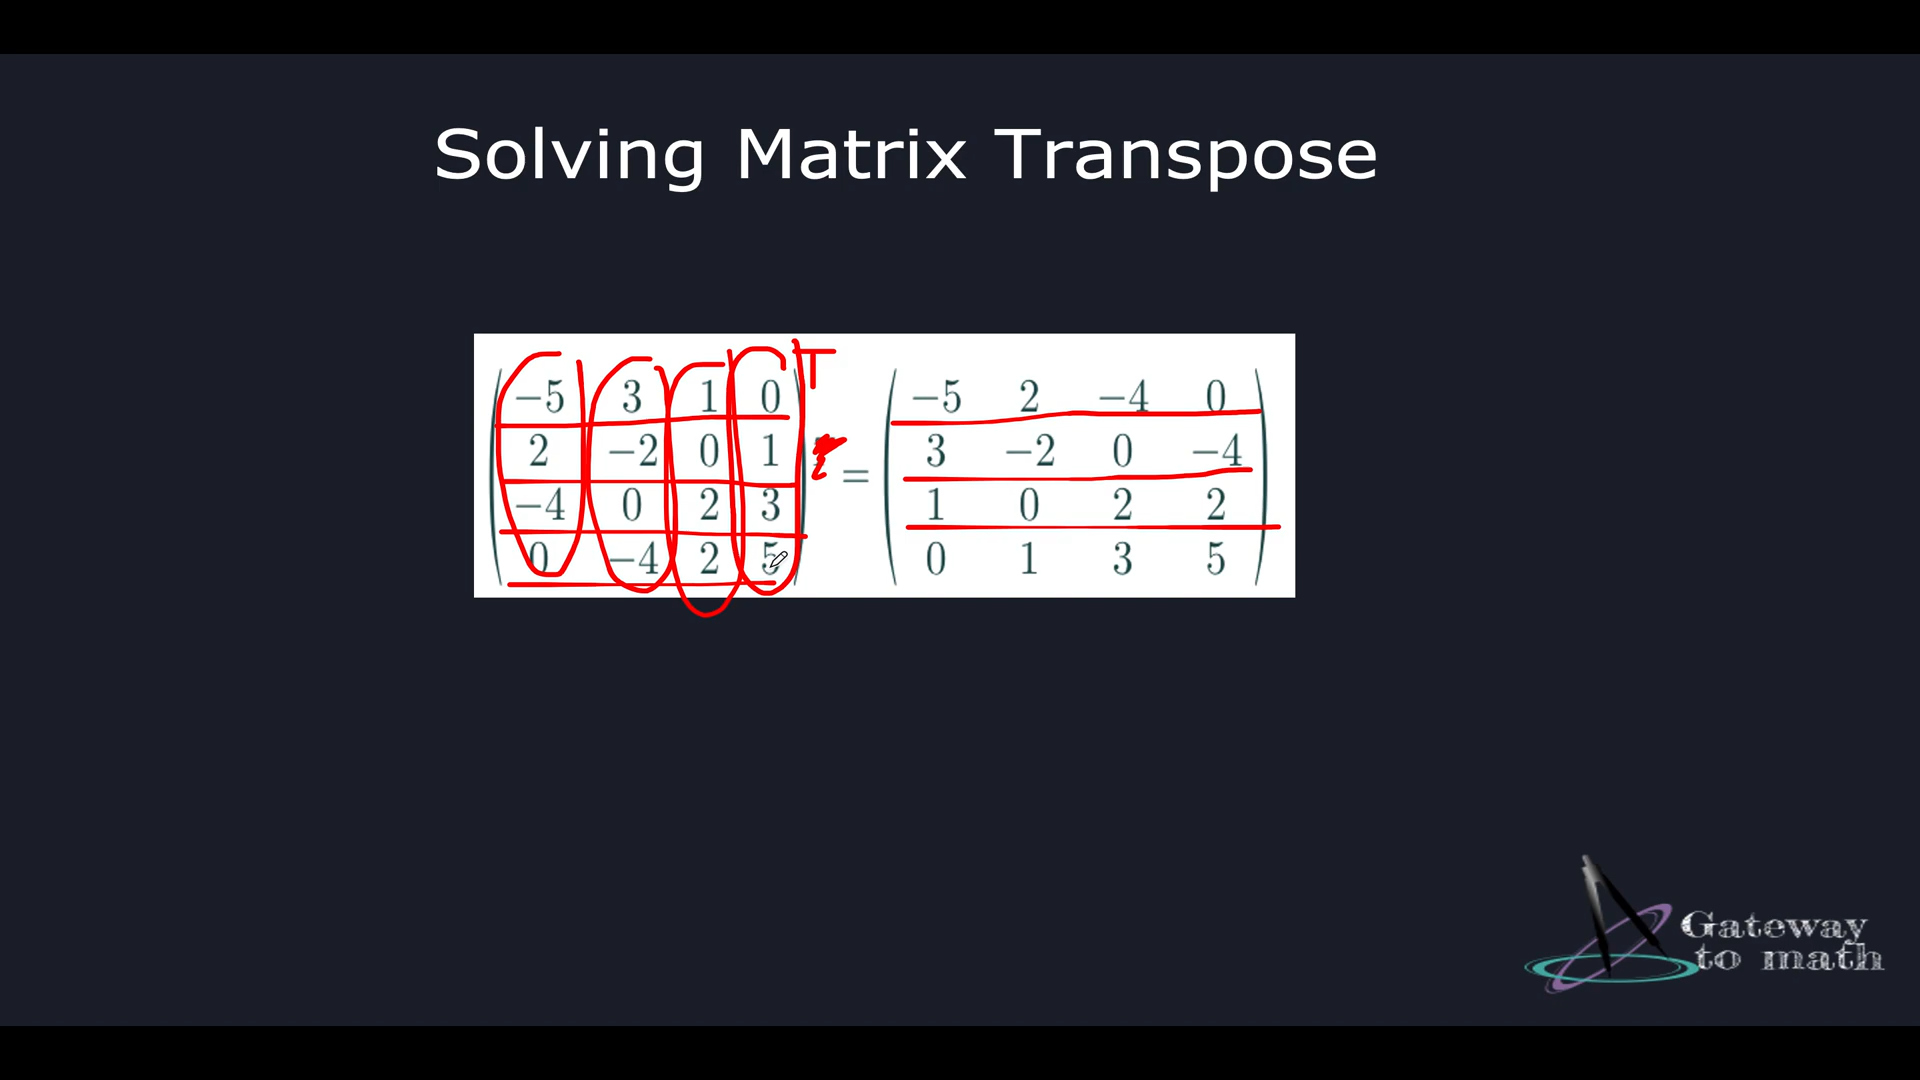 Solving Matrix Transpose
−5 3 1 0 T −5 2 −4 0
2 −2 0 1 = 3 −2 0 −4
−4 0 2 3 1 0 2 2
0 −4 2 5 0 1 3 5
Gateway
to math